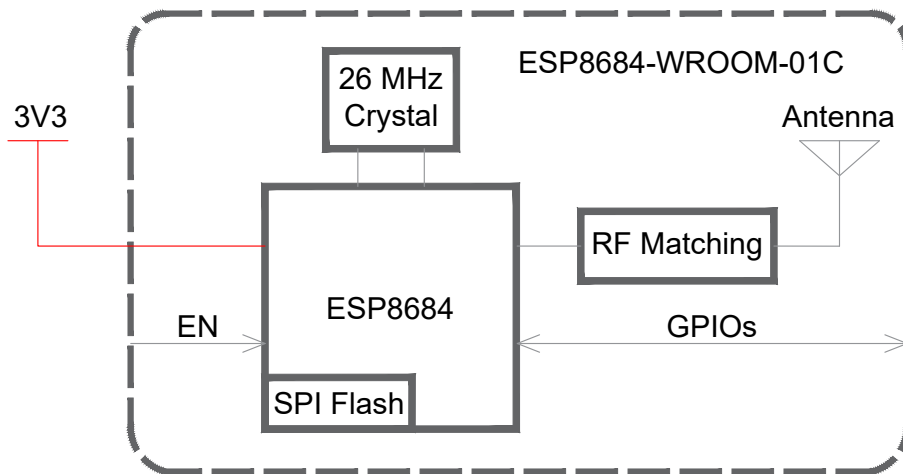 ESP8684-WROOM-01C
26 MHz
Crystal
3V3
Antenna
RF Matching
ESP8684
EN
GPIOs
SPI Flash